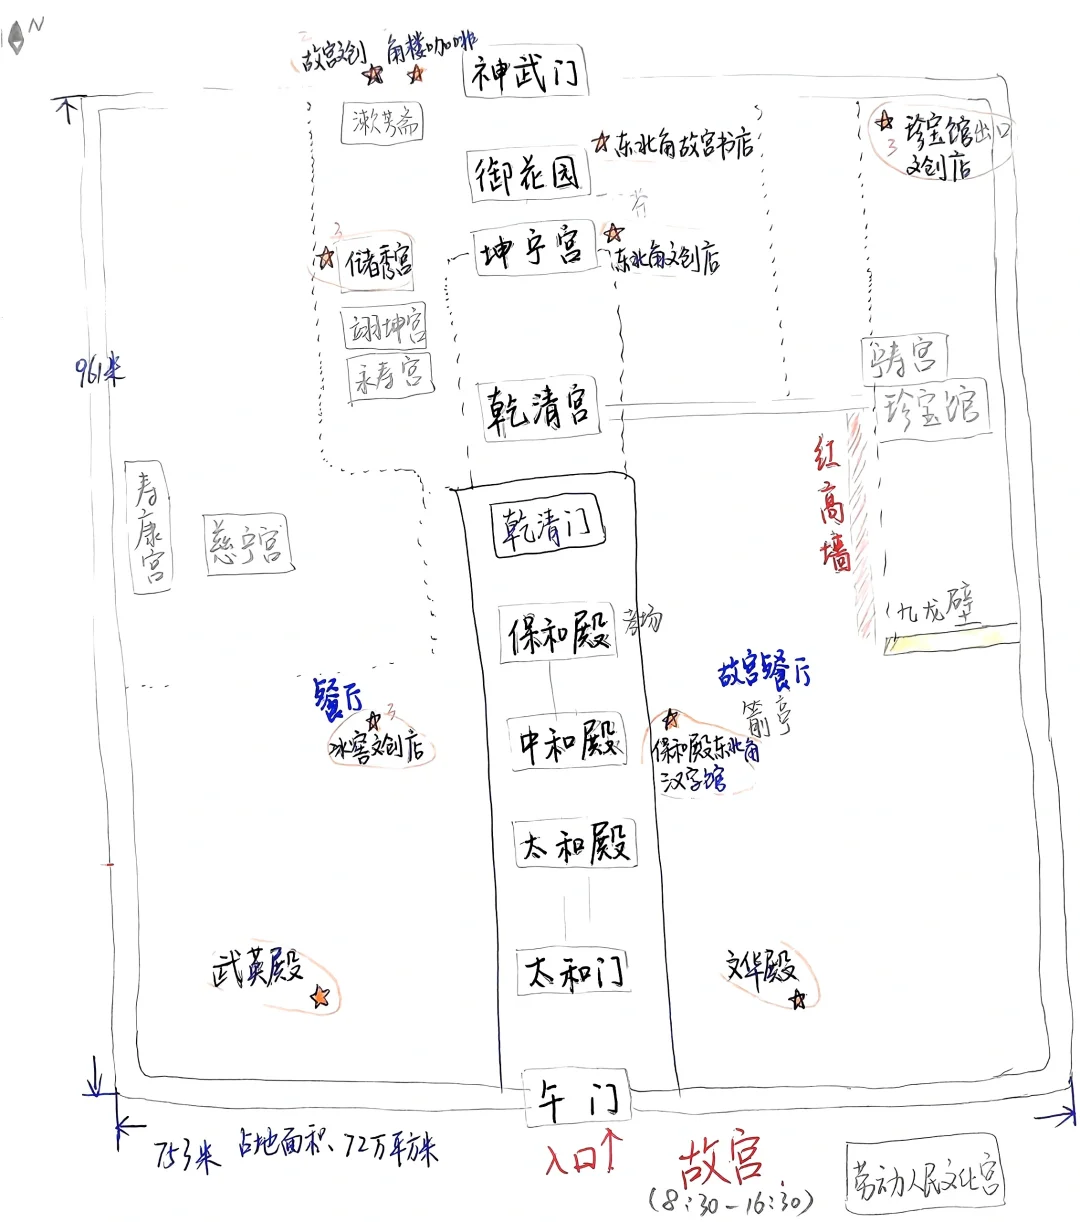 N
故宫文创
角楼咖啡
神武门
漱芳斋
御花园
东北角故宫书店
3
珍宝馆出口
文创店
坤宁宫
东北角文创店
3
储秀宫
翊坤宫
永寿宫
961米
乾清宫
宁寿宫
珍宝馆
红高墙
寿康宫
慈宁宫
乾清门
九龙壁
保和殿
考场
餐厅
3
冰窖文创店
故宫餐厅
箭亭
中和殿
保和殿东北角
汉字馆
太和殿
武英殿
太和门
文华殿
午门
753米 占地面积、72万平方米
入口
故宫
(8:30-16:30)
劳动人民文化宫